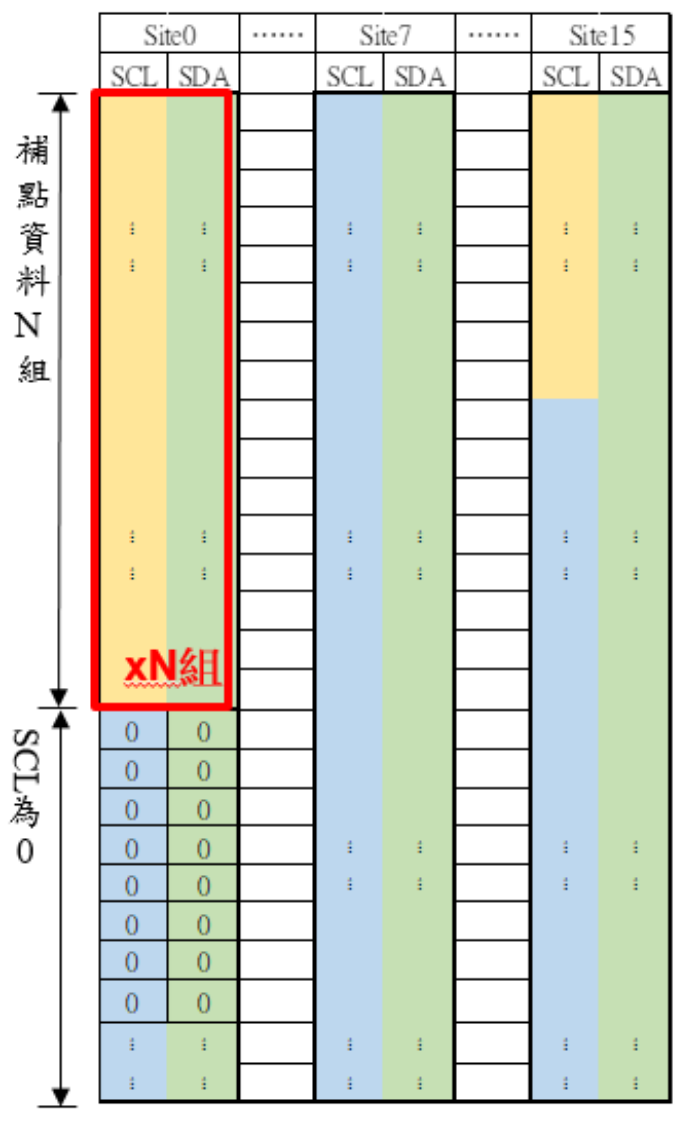 Site0 ⋯⋯ Site7 ⋯⋯ Site15
SCL SDA SCL SDA SCL SDA
補點資料N組
⋮ ⋮ ⋮ ⋮ ⋮ ⋮
⋮ ⋮ ⋮ ⋮ ⋮ ⋮
⋮ ⋮ ⋮ ⋮ ⋮ ⋮
⋮ ⋮ ⋮ ⋮ ⋮ ⋮
xN組
SCL為0
0 0
0 0
0 0
0 0 ⋮ ⋮ ⋮ ⋮
0 0 ⋮ ⋮ ⋮ ⋮
0 0
0 0
0 0
⋮ ⋮ ⋮ ⋮ ⋮ ⋮
⋮ ⋮ ⋮ ⋮ ⋮ ⋮